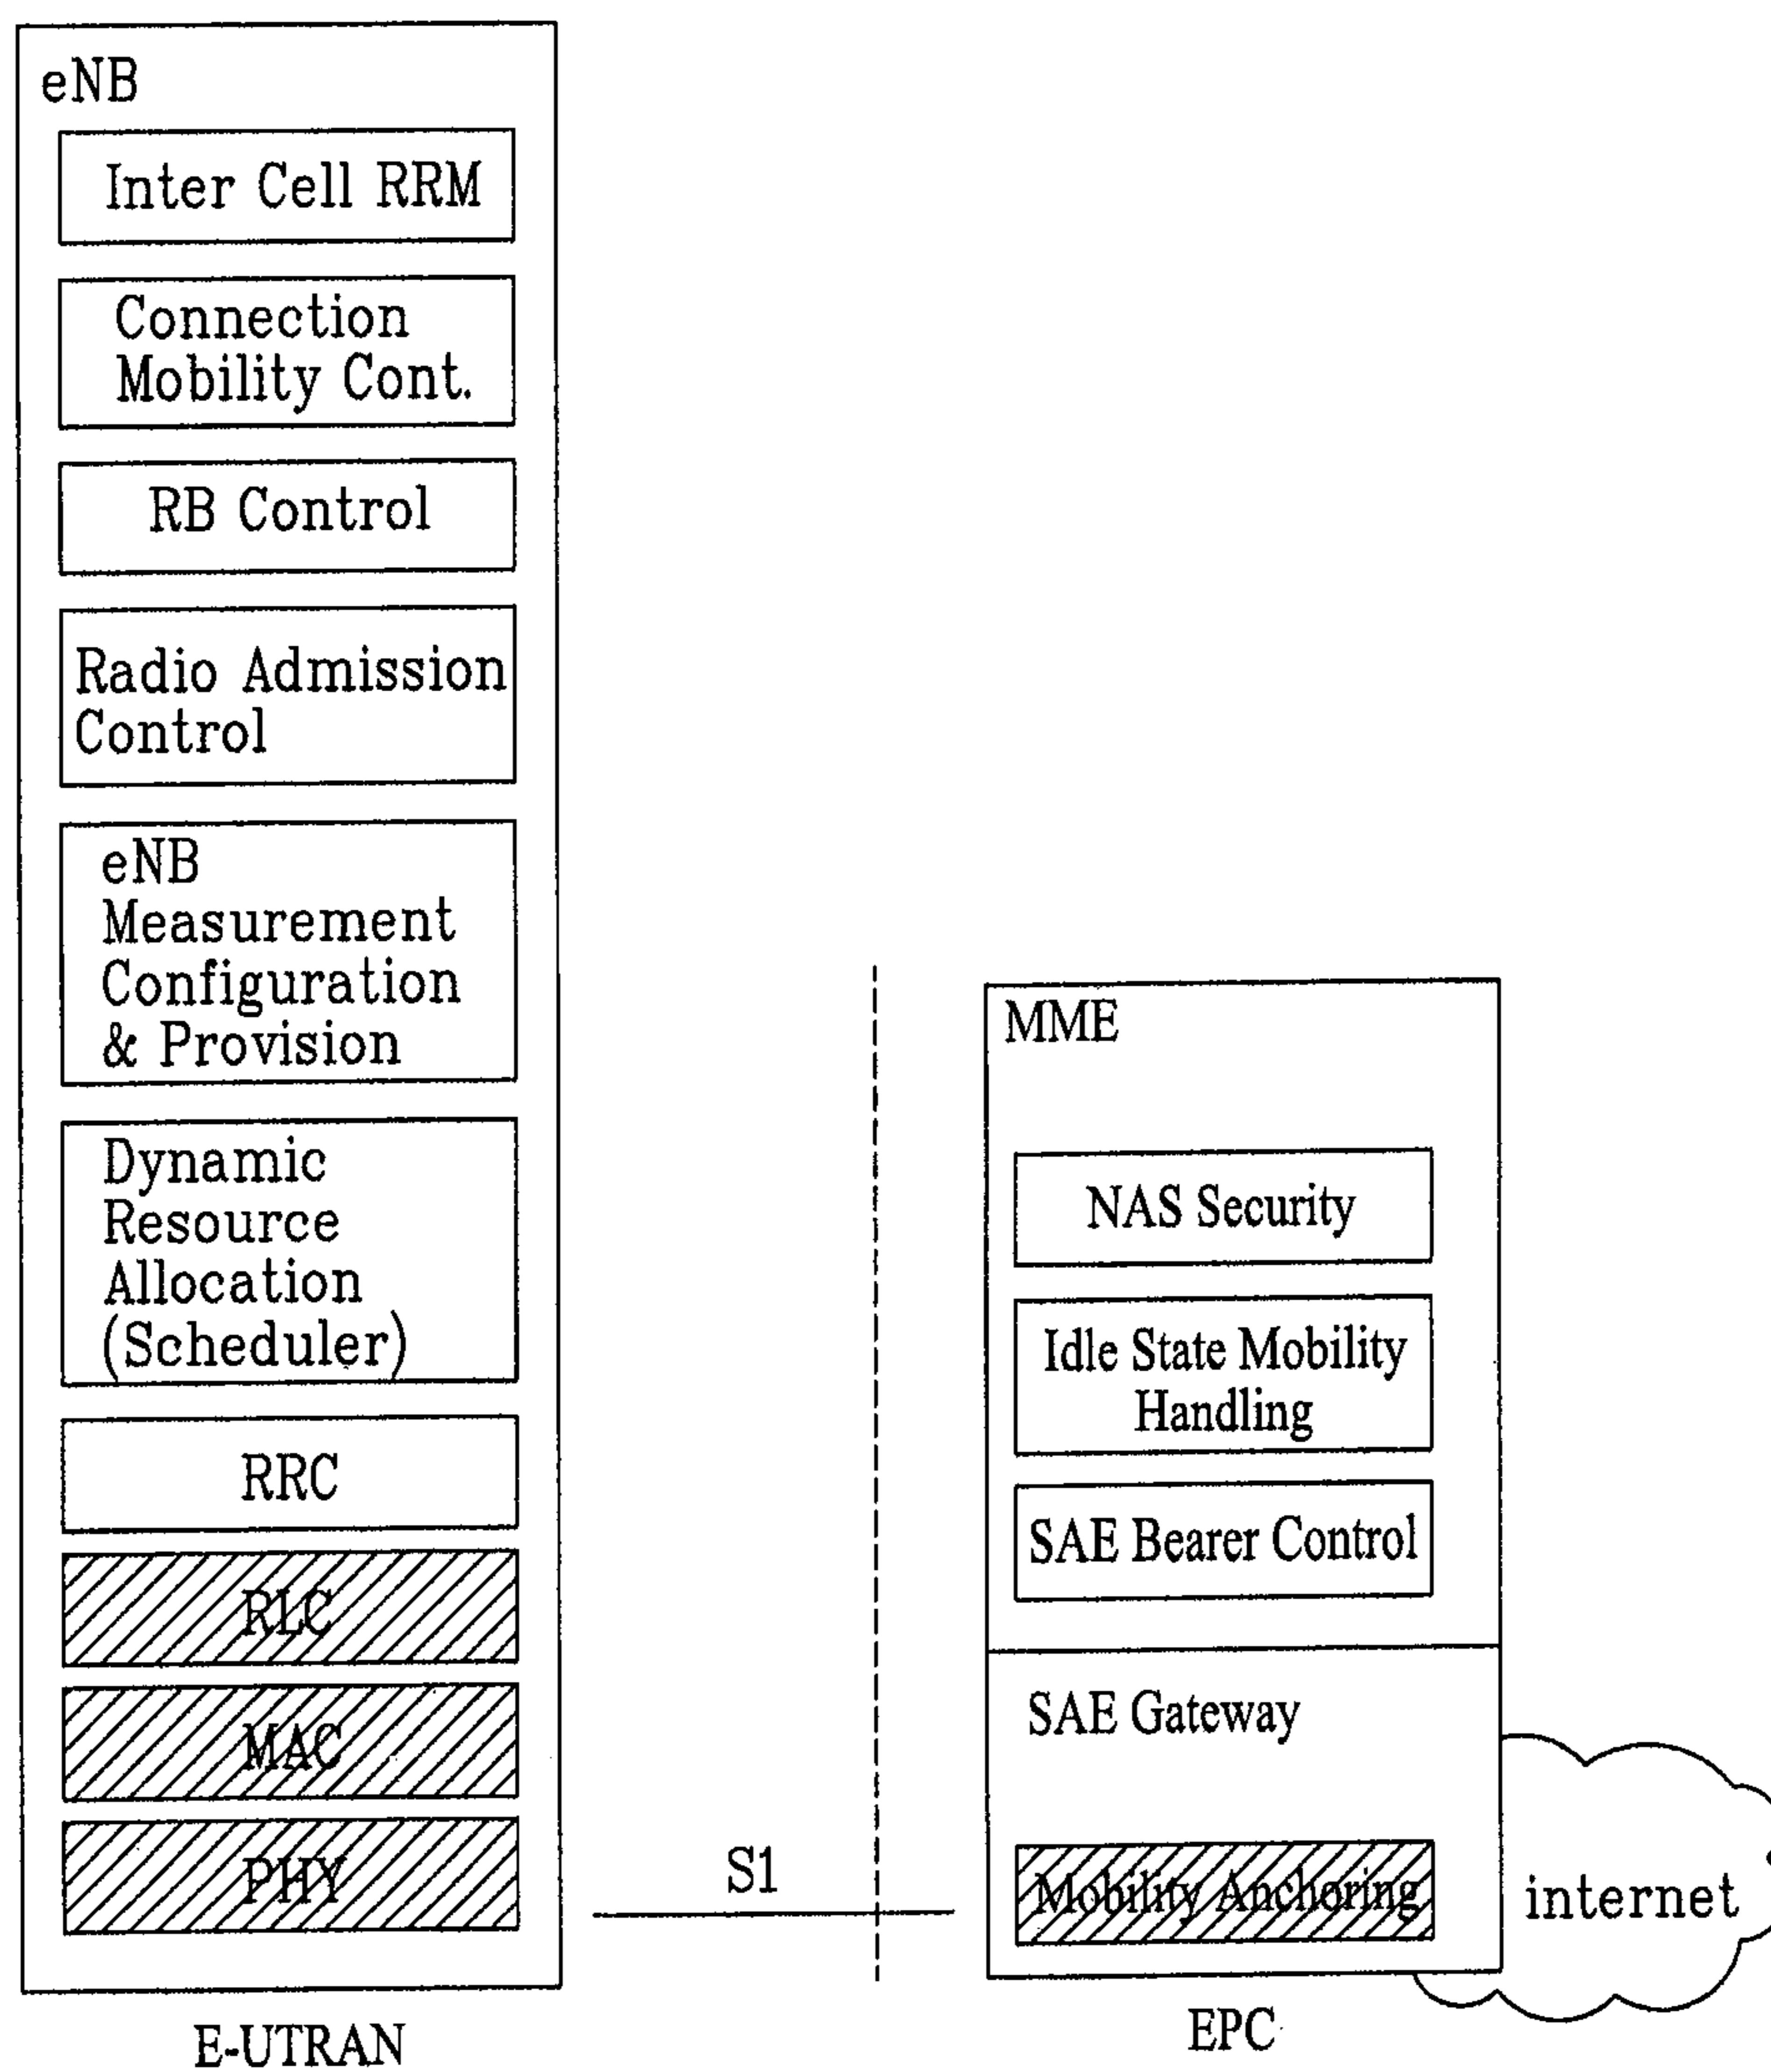 eNB
Inter Cell RRM
Connection
Mobility Cont.
RB Control
Radio Admission
Control
eNB
Measurement
Configuration
& Provision
Dynamic
Resource
Allocation
(Scheduler)
RRC
RLC
MAC
PHY
E-UTRAN
S1
MME
NAS Security
Idle State Mobility
Handling
SAE Bearer Control
SAE Gateway
Mobility Anchoring
EPC
internet